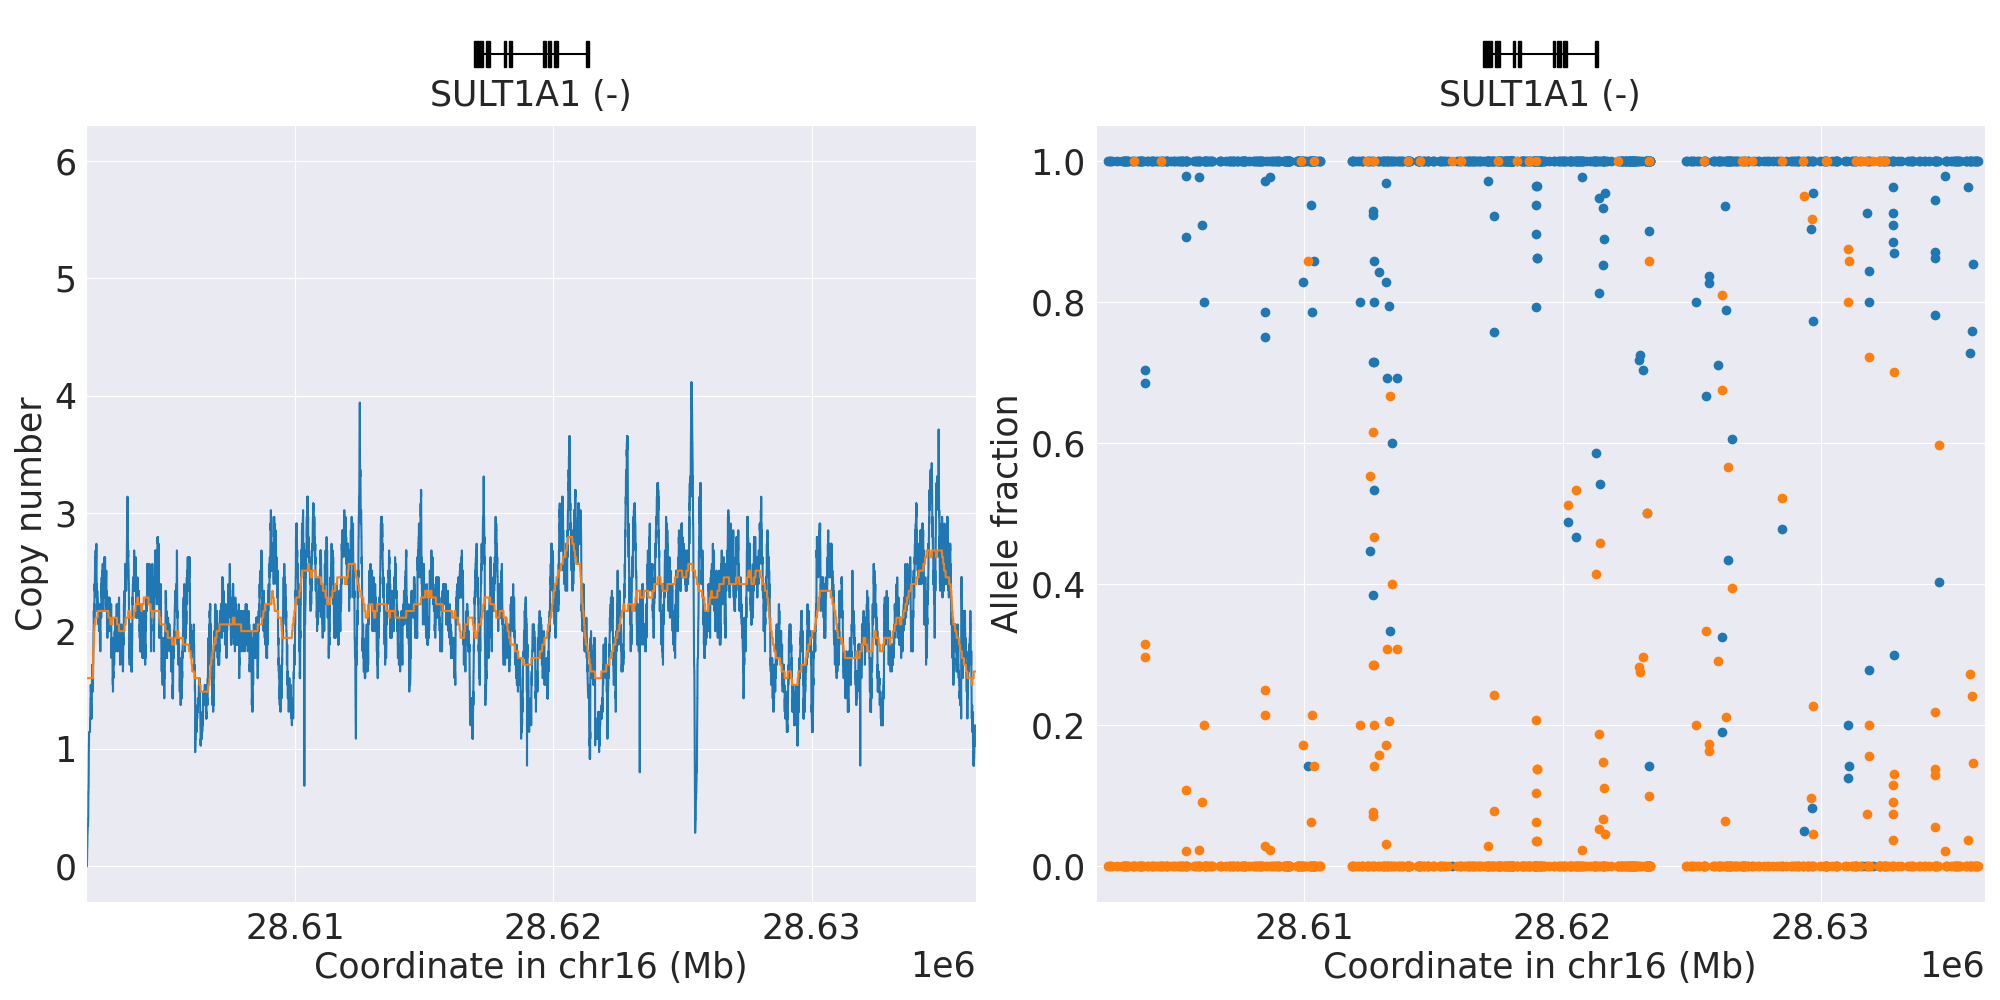 SULT1A1 (-)
6
5
4
3
2
1
0
Copy number
28.61
28.62
28.63
Coordinate in chr16 (Mb)
1e6
SULT1A1 (-)
1.0
0.8
0.6
0.4
0.2
0.0
Allele fraction
28.61
28.62
28.63
Coordinate in chr16 (Mb)
1e6